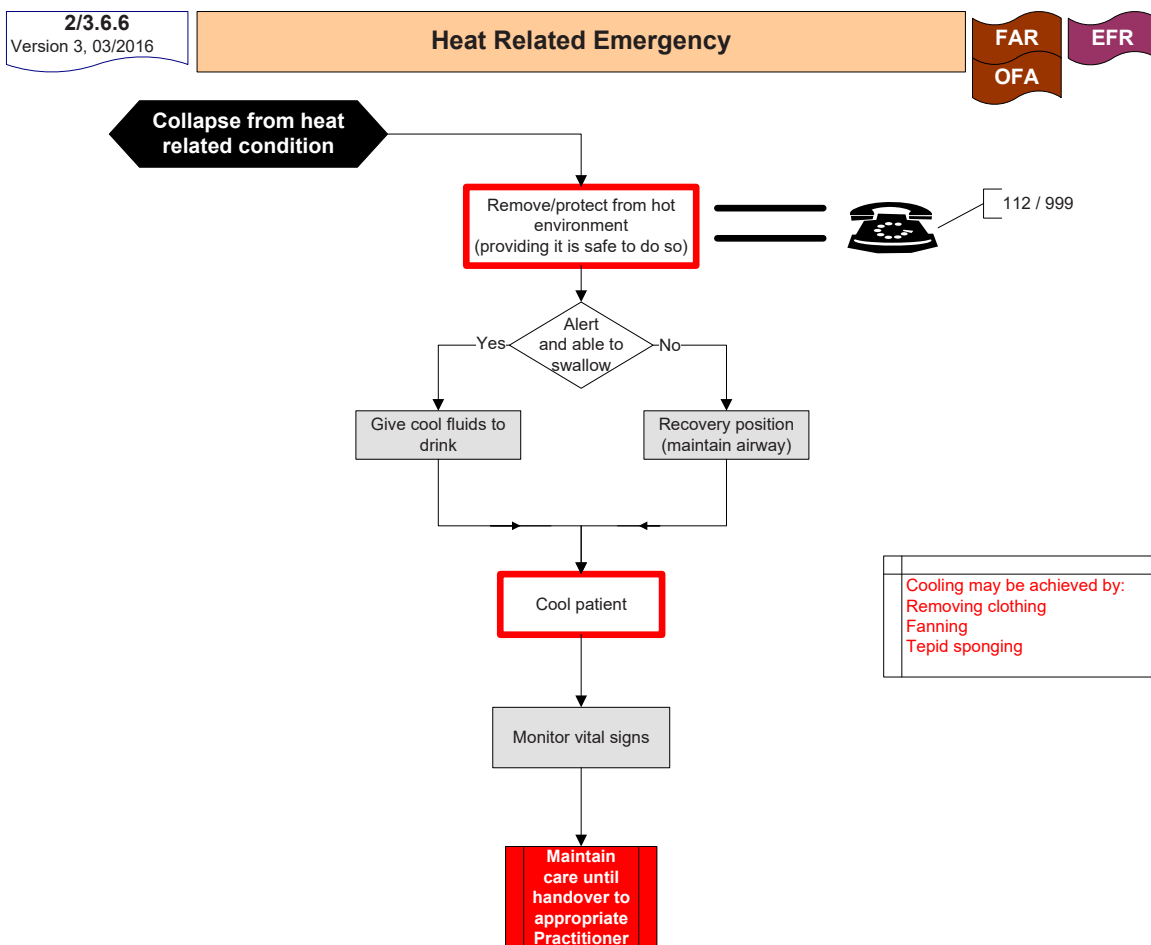 2/3.6.6
Version 3, 03/2016
Heat Related Emergency
FAR
EFR
OFA
Collapse from heat
related condition
Remove/protect from hot
environment
(providing it is safe to do so)
112 / 999
Alert
and able to
swallow
Yes
No
Give cool fluids to
drink
Recovery position
(maintain airway)
Cool patient
Cooling may be achieved by:
Removing clothing
Fanning
Tepid sponging
Monitor vital signs
Maintain
care until
handover to
appropriate
Practitioner